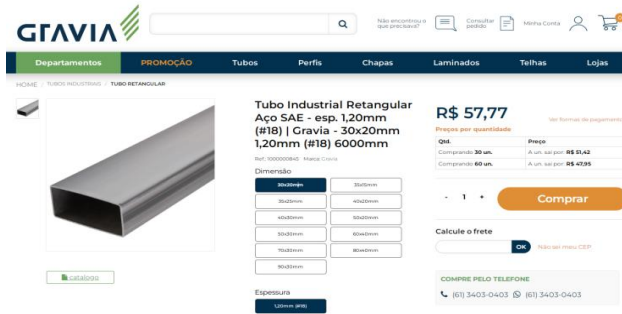 GRAVIA
Não encontrou o
que precisava?
Consultar
pedido
Minha Conta
0
Departamentos
PROMOÇÃO
Tubos
Perfis
Chapas
Laminados
Telhas
Lojas
HOME / TUBOS INDUSTRIAIS / TUBO RETANGULAR
Tubo Industrial Retangular
Aço SAE - esp. 1,20mm
(#18) | Gravia - 30x20mm
1,20mm (#18) 6000mm
Ref.: 1000000840 Marca: Gravia
Dimensão
30x20mm
35x25mm
40x20mm
40x30mm
50x20mm
50x30mm
60x40mm
70x30mm
80x40mm
90x30mm
Espessura
1,20mm (#18)
catalogo
R$ 57,77
Ver formas de pagamento
Preços por quantidade
Qtd. Preço
Comprando 30 un. A un. sai por: R$ 51,42
Comprando 60 un. A un. sai por: R$ 47,95
- 1 +
Comprar
Calcule o frete
OK
Não sei meu CEP
COMPRE PELO TELEFONE
(61) 3403-0403 (61) 3403-0403